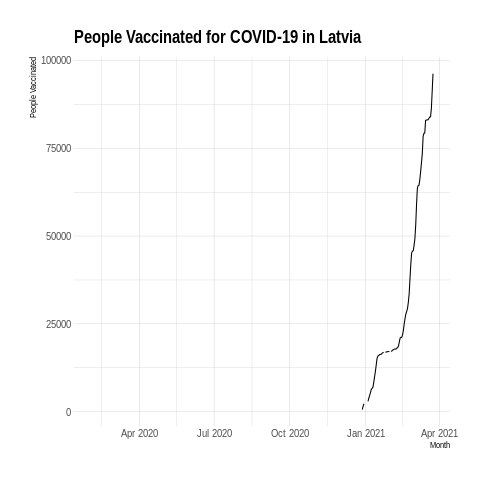 People Vaccinated for COVID-19 in Latvia
People Vaccinated
100000
75000
50000
25000
0
Apr 2020 Jul 2020 Oct 2020 Jan 2021 Apr 2021
Month